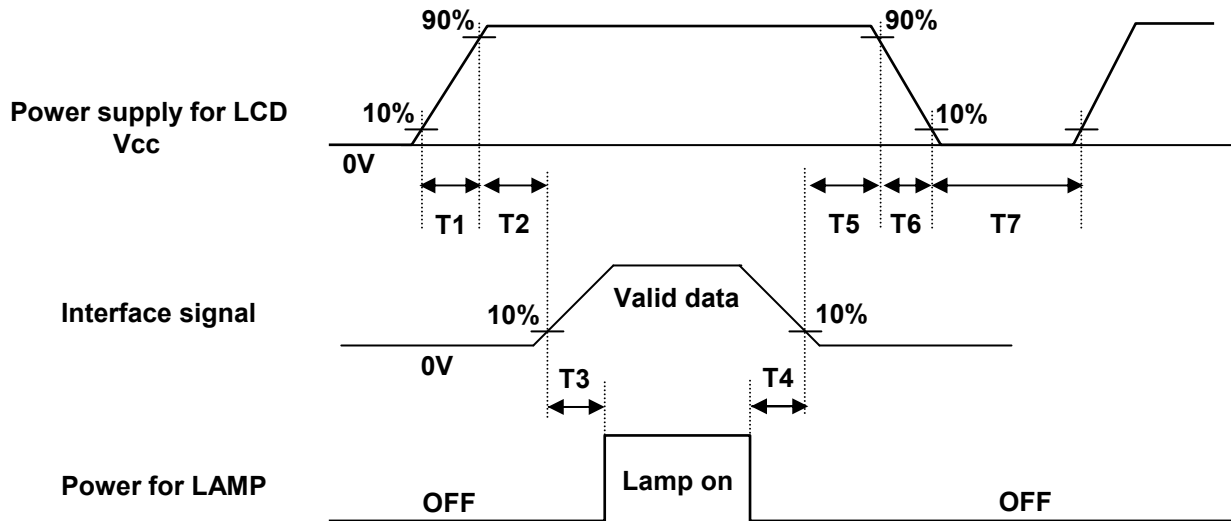 90%
90%
Power supply for LCD
Vcc
10%
10%
0V
T1
T2
T5
T6
T7
Interface signal
Valid data
10%
10%
0V
T3
T4
Power for LAMP
Lamp on
OFF
OFF